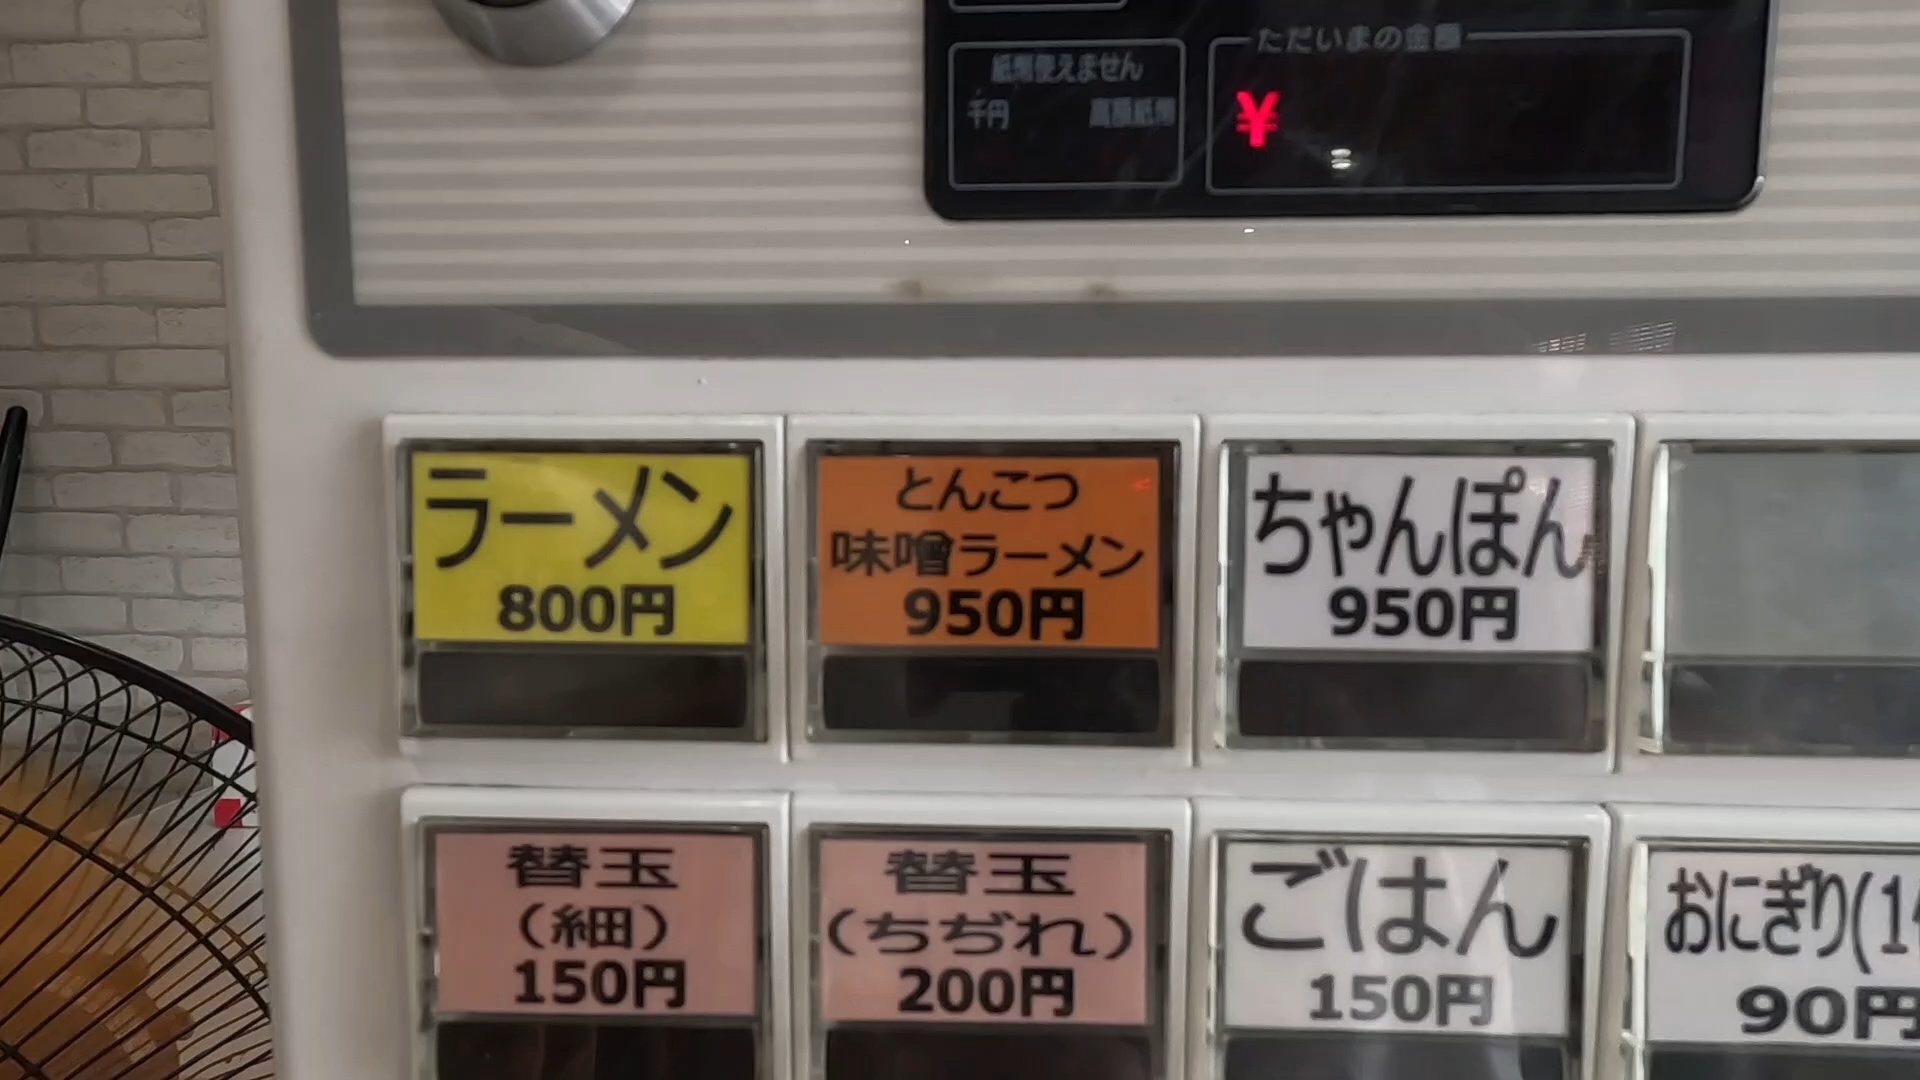 ただいまの金額
紙幣使えません
千円 高額紙幣
¥
ラーメン
800円
とんこつ
味噌ラーメン
950円
ちゃんぽん
950円
替玉
(細)
150円
替玉
(ちぢれ)
200円
ごはん
150円
おにぎり(1
90円